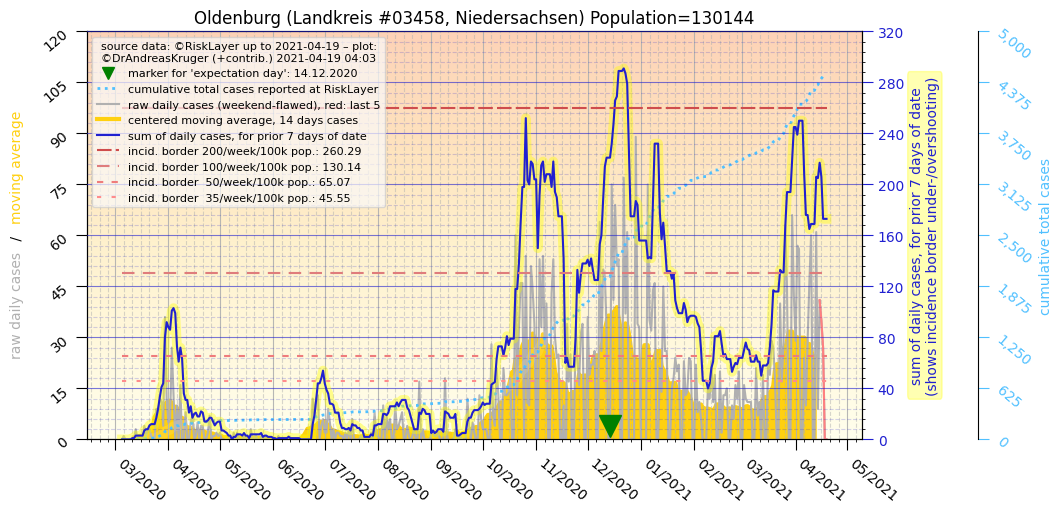 Oldenburg (Landkreis #03458, Niedersachsen) Population=130144
source data: ©RiskLayer up to 2021-04-19 – plot:
©DrAndreasKruger (+contrib.) 2021-04-19 04:03
marker for 'expectation day': 14.12.2020
cumulative total cases reported at RiskLayer
raw daily cases (weekend-flawed), red: last 5
centered moving average, 14 days cases
sum of daily cases, for prior 7 days of date
incid. border 200/week/100k pop.: 260.29
incid. border 100/week/100k pop.: 130.14
incid. border  50/week/100k pop.: 65.07
incid. border  35/week/100k pop.: 45.55
raw daily cases / moving average
120
105
90
75
60
45
30
15
0
320
280
240
200
160
120
80
40
0
sum of daily cases, for prior 7 days of date
(shows incidence border under-/overshooting)
5,000
4,375
3,750
3,125
2,500
1,875
1,250
625
0
cumulative total cases
03/2020
04/2020
05/2020
06/2020
07/2020
08/2020
09/2020
10/2020
11/2020
12/2020
01/2021
02/2021
03/2021
04/2021
05/2021